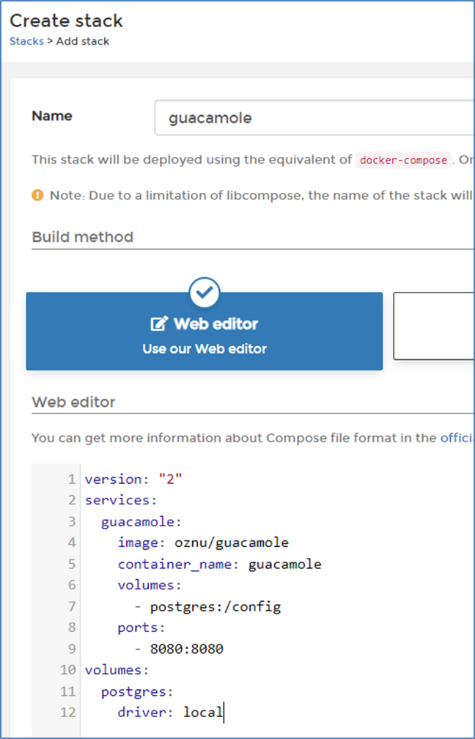 Create stack
Stacks > Add stack
Name
guacamole
This stack will be deployed using the equivalent of docker-compose . On
Note: Due to a limitation of libcompose, the name of the stack will
Build method
Web editor
Use our Web editor
Web editor
You can get more information about Compose file format in the offici
1 version: "2"
2 services:
3 guacamole:
4 image: oznu/guacamole
5 container_name: guacamole
6 volumes:
7 - postgres:/config
8 ports:
9 - 8080:8080
10 volumes:
11 postgres:
12 driver: local